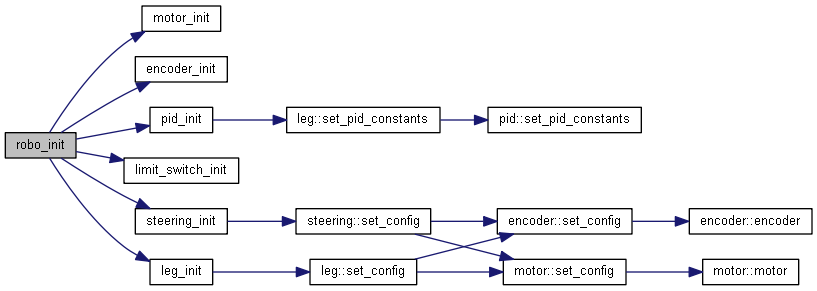 motor_init
encoder_init
pid_init
leg::set_pid_constants
pid::set_pid_constants
robo_init
limit_switch_init
steering_init
steering::set_config
encoder::set_config
encoder::encoder
leg_init
leg::set_config
motor::set_config
motor::motor